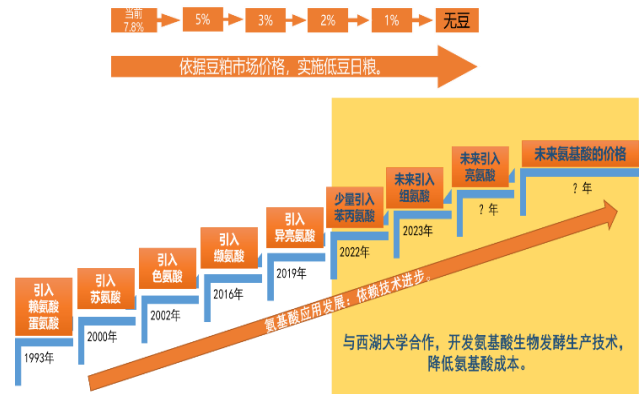 当前
7.8%
5%
3%
2%
1%
无豆
依据豆粕市场价格，实施低豆日粮。
未来氨基酸的价格
？年
未来引入
亮氨酸
？年
未来引入
组氨酸
2023年
少量引入
苯丙氨酸
2022年
引入
异亮氨酸
2019年
引入
缬氨酸
2016年
引入
色氨酸
2002年
引入
苏氨酸
2000年
引入
赖氨酸
蛋氨酸
1993年
氨基酸应用发展：依赖技术进步。
与西湖大学合作，开发氨基酸生物发酵生产技术，
降低氨基酸成本。